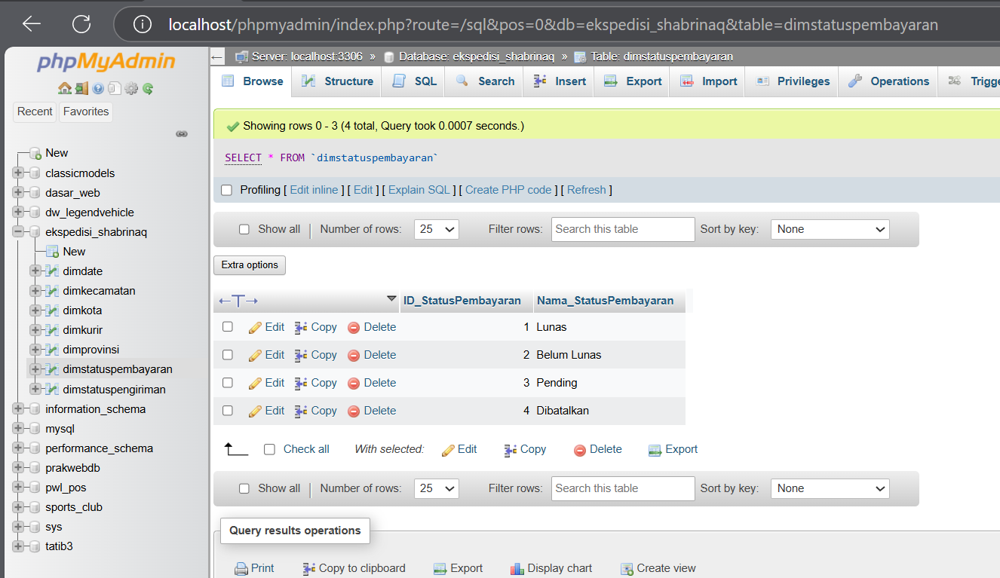 localhost/phpmyadmin/index.php?route=/sql&pos=0&db=ekspedisi_shabrinaq&table=dimstatuspembayaran
phpMyAdmin
Recent Favorites
New
classicmodels
dasar_web
dw_legendvehicle
ekspedisi_shabrinaq
New
dimdate
dimkecamatan
dimkota
dimkurir
dimprovinsi
dimstatuspembayaran
dimstatuspengiriman
information_schema
mysql
performance_schema
prakwebdb
pwl_pos
sports_club
sys
tatib3
Server: localhost:3306 » Database: ekspedisi_shabrinaq » Table: dimstatuspembayaran
Browse Structure SQL Search Insert Export Import Privileges Operations Trigge
Showing rows 0 - 3 (4 total, Query took 0.0007 seconds.)
SELECT * FROM `dimstatuspembayaran`
Profiling [ Edit inline ] [ Edit ] [ Explain SQL ] [ Create PHP code ] [ Refresh ]
Show all | Number of rows: 25 Filter rows: Search this table Sort by key: None
Extra options
ID_StatusPembayaran Nama_StatusPembayaran
Edit Copy Delete 1 Lunas
Edit Copy Delete 2 Belum Lunas
Edit Copy Delete 3 Pending
Edit Copy Delete 4 Dibatalkan
Check all With selected: Edit Copy Delete Export
Show all | Number of rows: 25 Filter rows: Search this table Sort by key: None
Query results operations
Print Copy to clipboard Export Display chart Create view